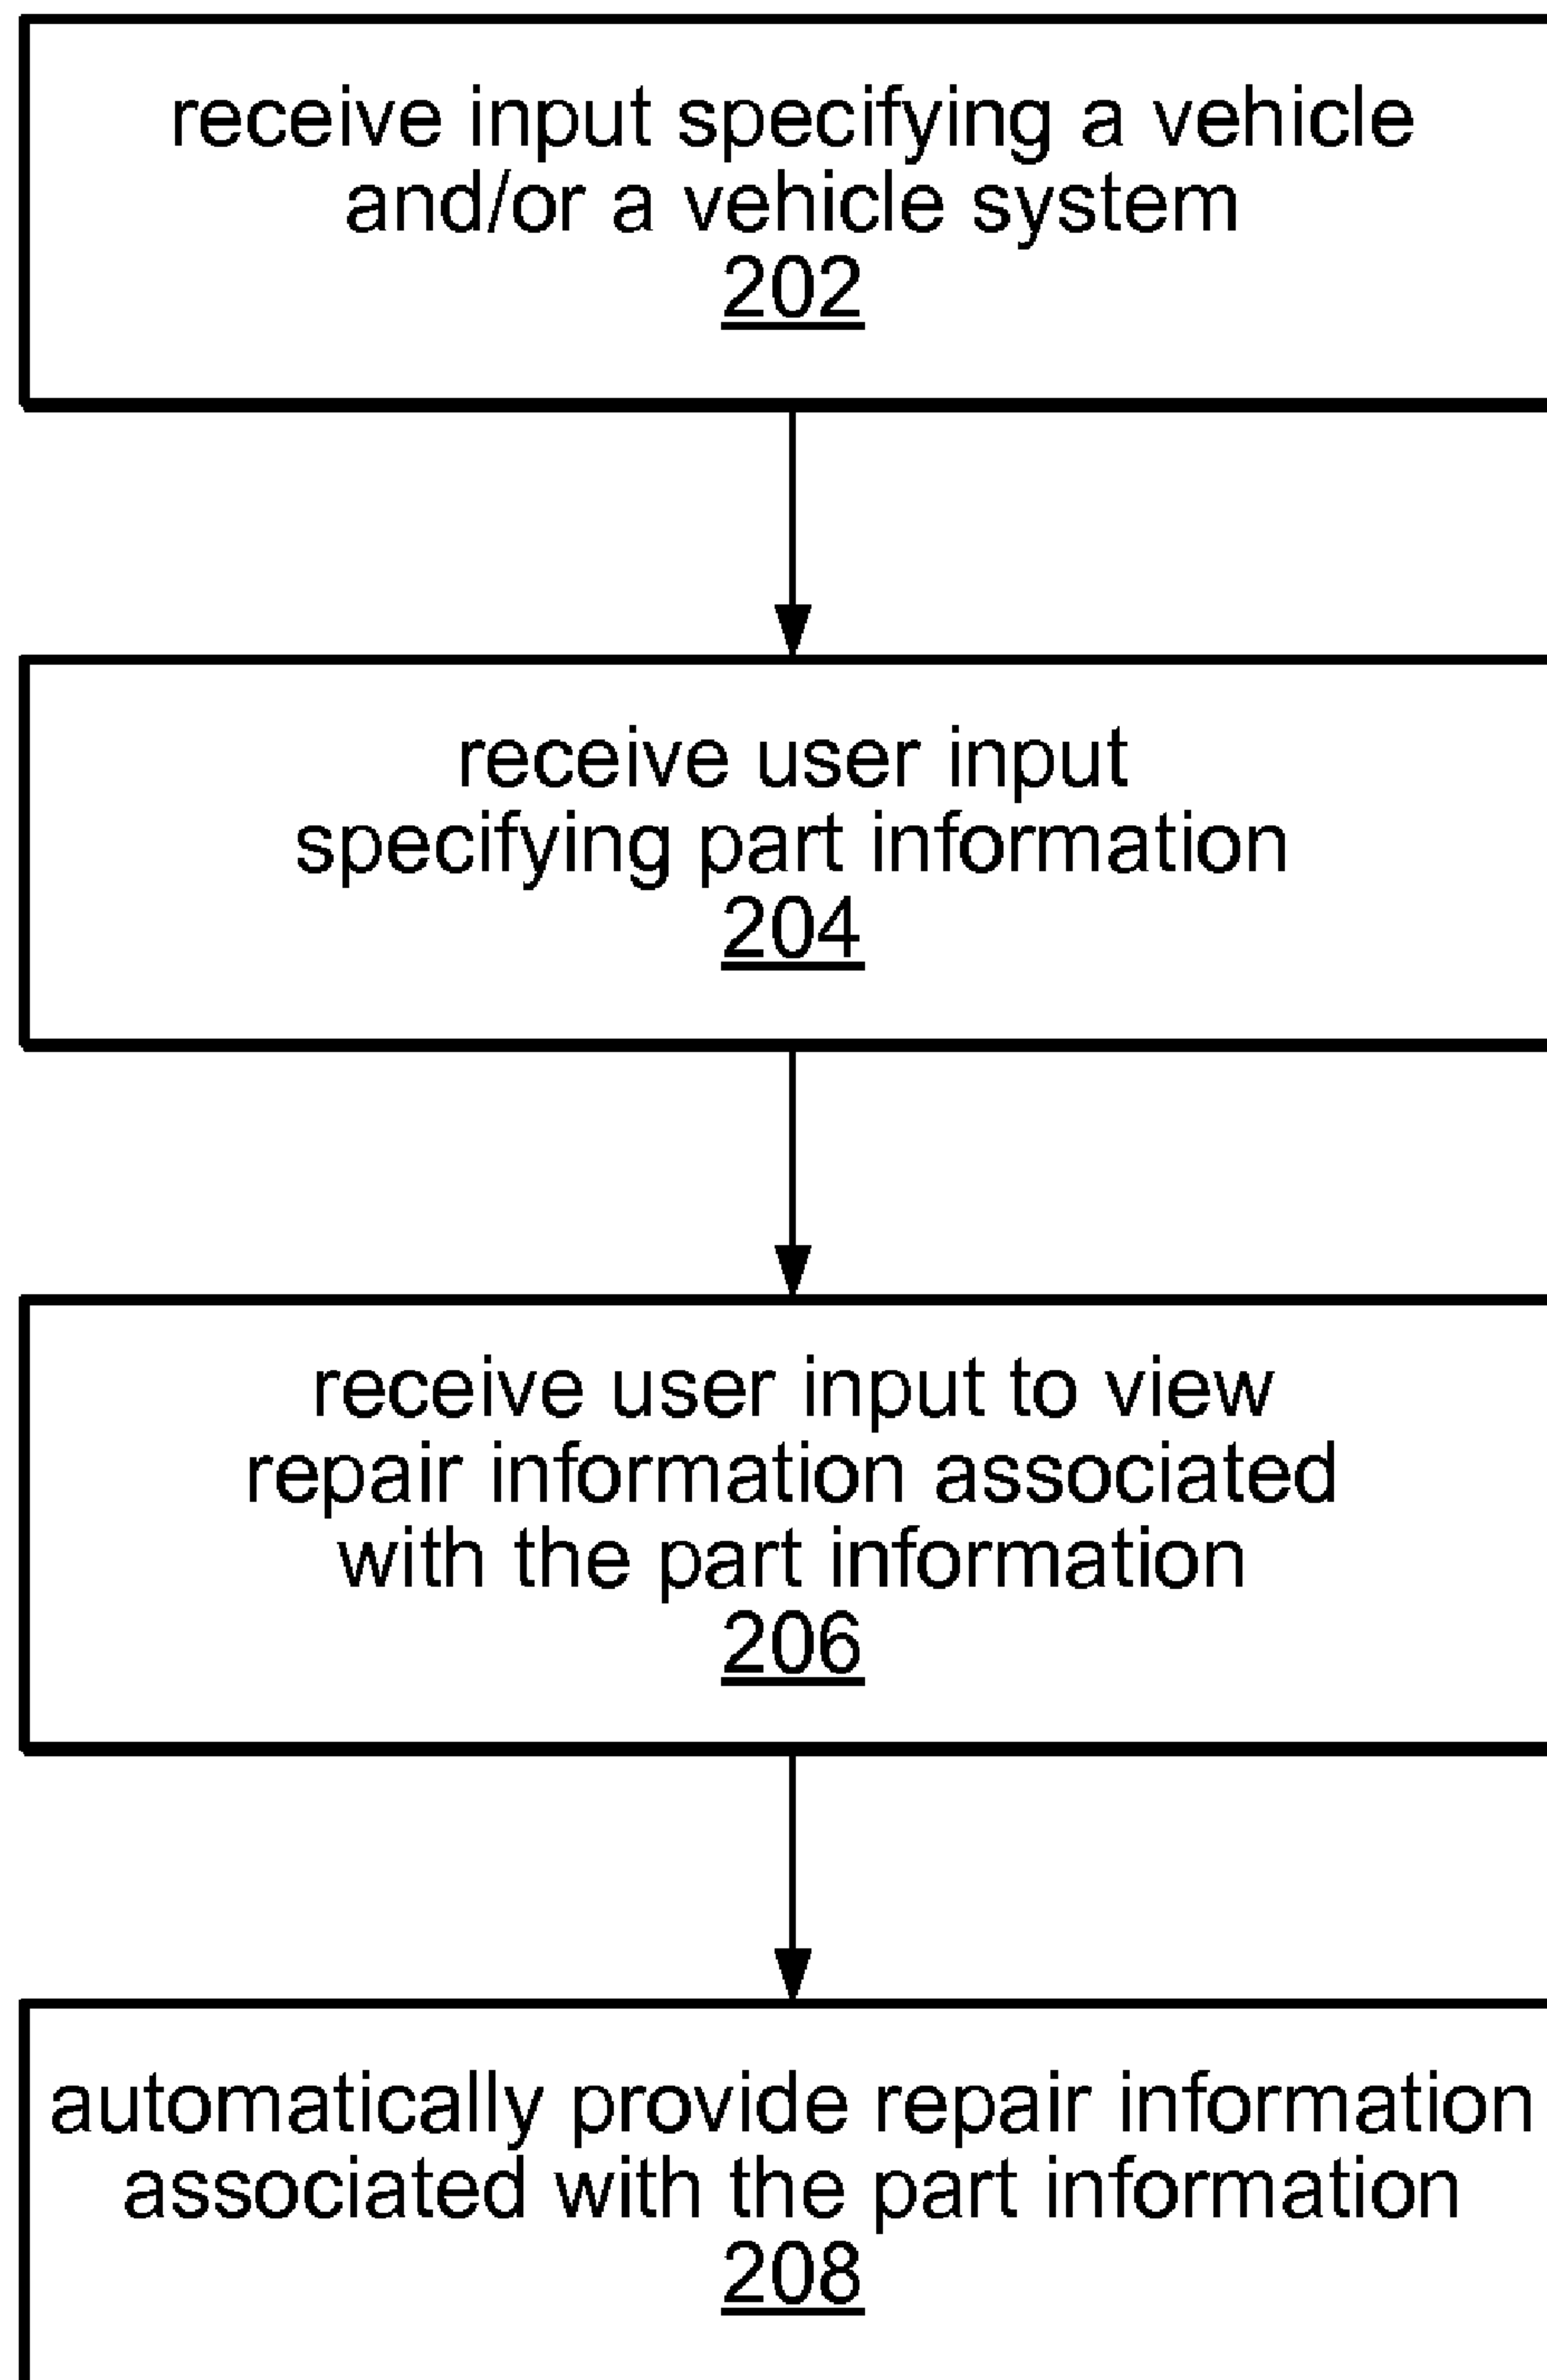 receive input specifying a vehicle
and/or a vehicle system
202
receive user input
specifying part information
204
receive user input to view
repair information associated
with the part information
206
automatically provide repair information
associated with the part information
208